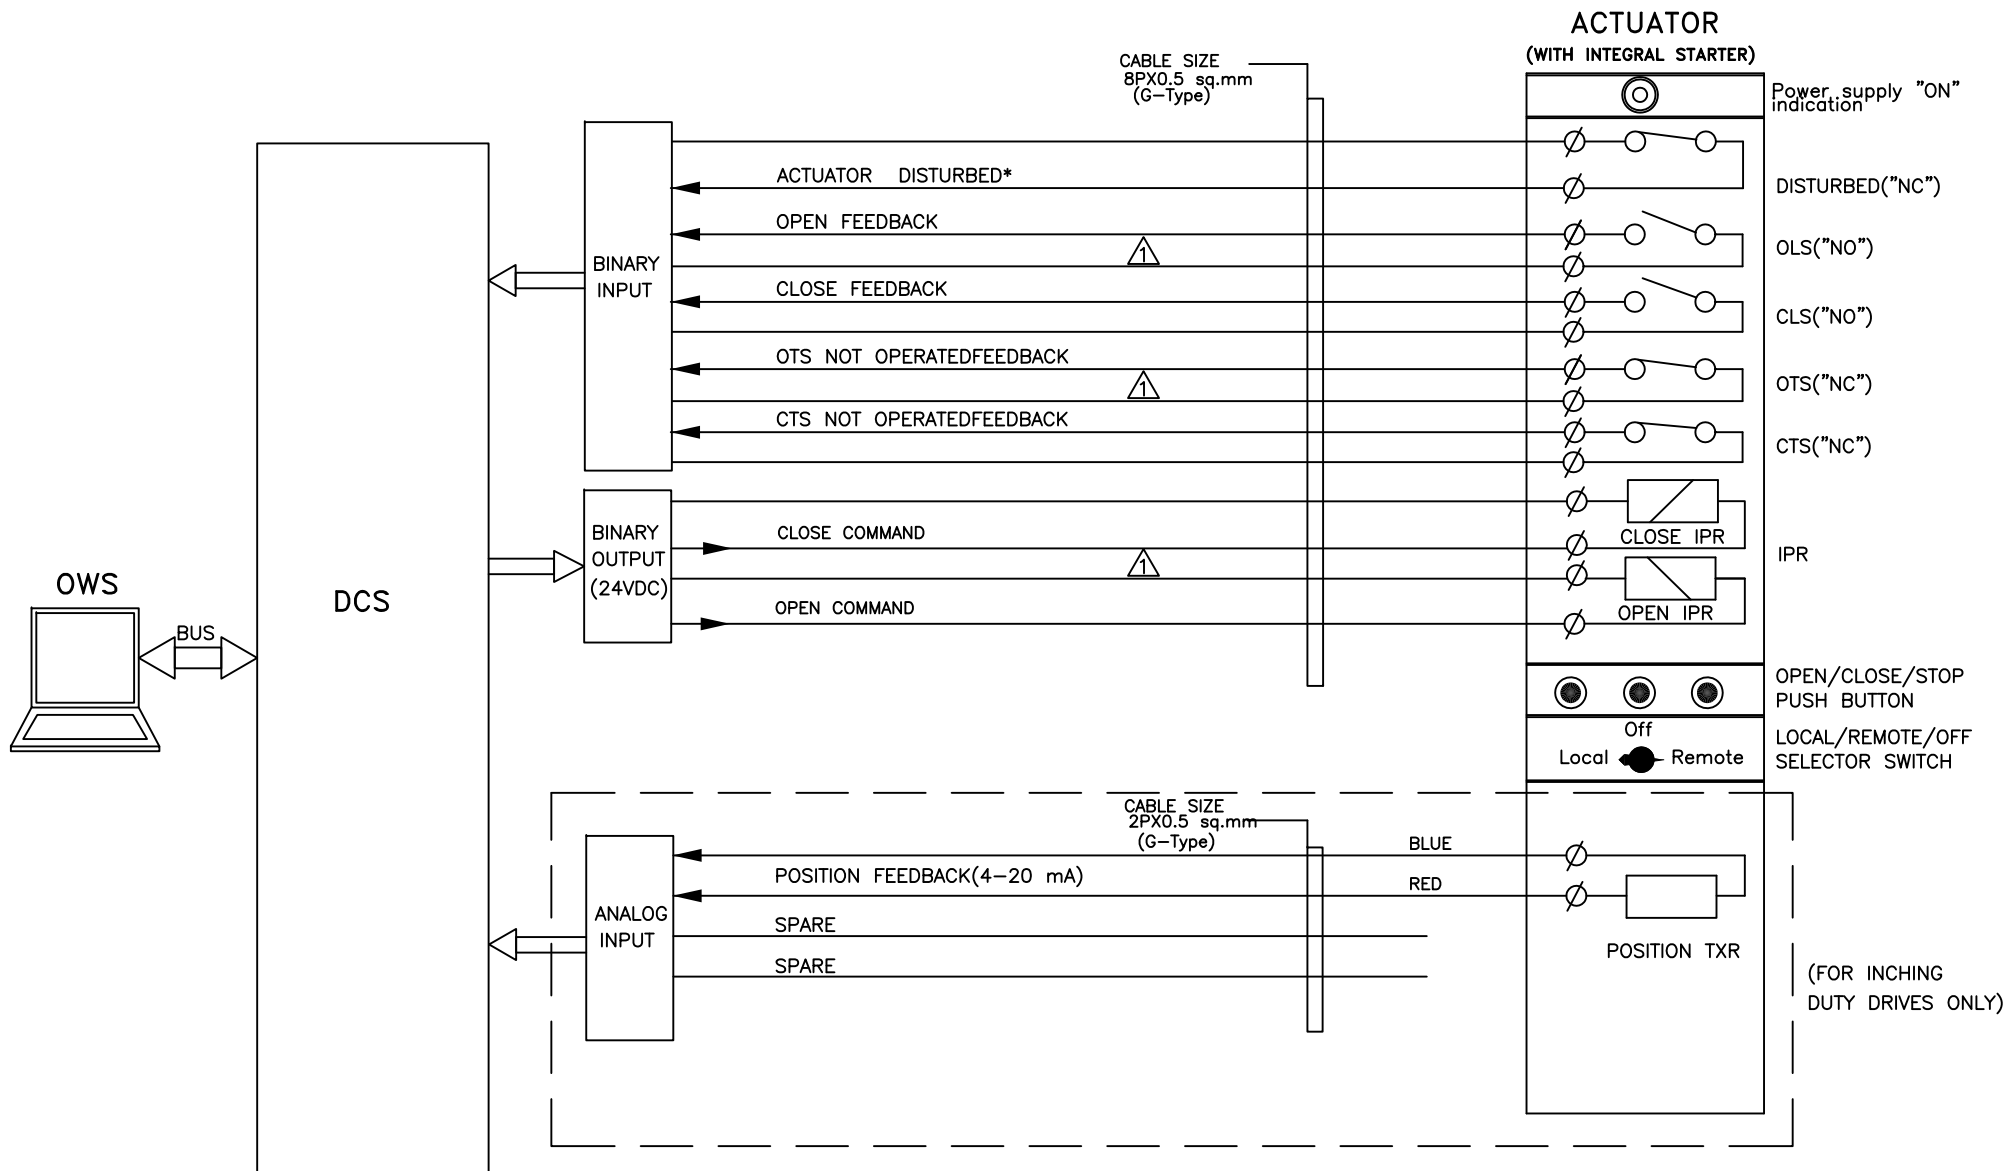 ACTUATOR
(WITH INTEGRAL STARTER)
CABLE SIZE
8PX0.5 sq.mm
(G-Type)
Power supply "ON"
indication
ACTUATOR DISTURBED*
DISTURBED("NC")
OPEN FEEDBACK
1
OLS("NO")
BINARY
INPUT
CLOSE FEEDBACK
CLS("NO")
OTS NOT OPERATEDFEEDBACK
1
OTS("NC")
CTS NOT OPERATEDFEEDBACK
CTS("NC")
BINARY
OUTPUT
(24VDC)
CLOSE COMMAND
CLOSE IPR
1
IPR
OPEN COMMAND
OPEN IPR
OWS
BUS
DCS
OPEN/CLOSE/STOP
PUSH BUTTON
Off
Local
Remote
LOCAL/REMOTE/OFF
SELECTOR SWITCH
CABLE SIZE
2PX0.5 sq.mm
(G-Type)
BLUE
POSITION FEEDBACK(4-20 mA)
RED
ANALOG
INPUT
SPARE
SPARE
POSITION TXR
(FOR INCHING
DUTY DRIVES ONLY)